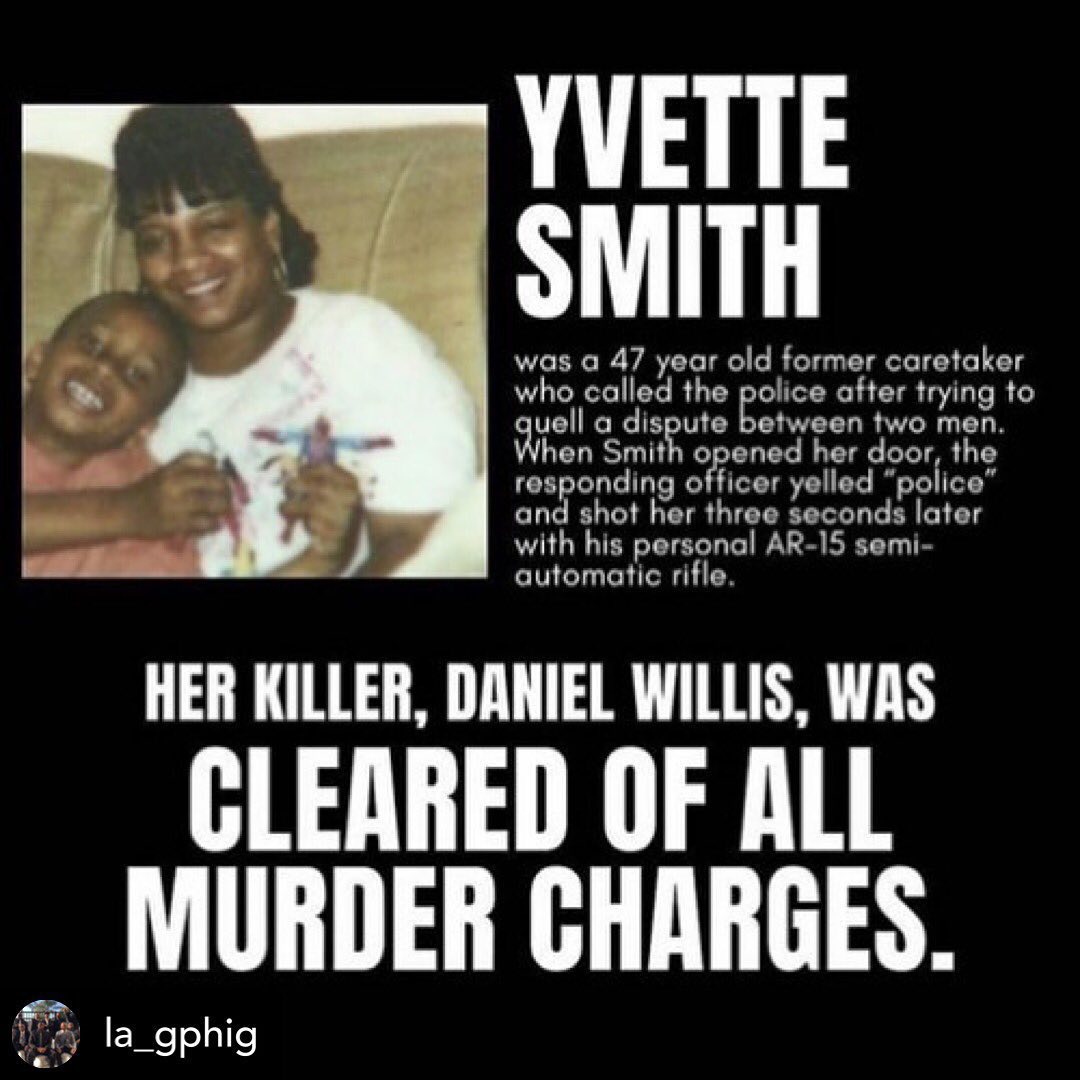 YVETTE
SMITH
was a 47 year old former caretaker
who called the police after trying to
quell a dispute between two men.
When Smith opened her door, the
responding officer yelled "police"
and shot her three seconds later
with his personal AR-15 semi-
automatic rifle.
HER KILLER, DANIEL WILLIS, WAS
CLEARED OF ALL
MURDER CHARGES.
la_gphig